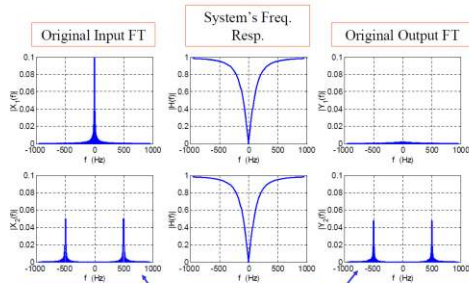 Original Input FT
System's Freq.
Resp.
Original Output FT
|X₁(f)|
0.1
0.08
0.06
0.04
0.02
0
-1000 -500 0 500 1000
f (Hz)
|H(f)|
1
0.8
0.6
0.4
0.2
0
-1000 -500 0 500 1000
f (Hz)
|Y₁(f)|
0.1
0.08
0.06
0.04
0.02
0
-1000 -500 0 500 1000
f (Hz)
|X₂(f)|
0.1
0.08
0.06
0.04
0.02
0
-1000 -500 0 500 1000
f (Hz)
|H(f)|
1
0.8
0.6
0.4
0.2
0
-1000 -500 0 500 1000
f (Hz)
|Y₂(f)|
0.1
0.08
0.06
0.04
0.02
0
-1000 -500 0 500 1000
f (Hz)